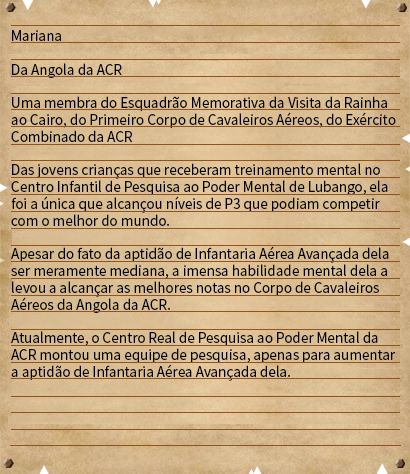 Mariana
Da Angola da ACR
Uma membra do Esquadrão Memorativa da Visita da Rainha
ao Cairo, do Primeiro Corpo de Cavaleiros Aéreos, do Exército
Combinado da ACR
Das jovens crianças que receberam treinamento mental no
Centro Infantil de Pesquisa ao Poder Mental de Lubango, ela
foi a única que alcançou níveis de P3 que podiam competir
com o melhor do mundo.
Apesar do fato da aptidão de Infantaria Aérea Avançada dela
ser meramente mediana, a imensa habilidade mental dela a
levou a alcançar as melhores notas no Corpo de Cavaleiros
Aéreos da Angola da ACR.
Atualmente, o Centro Real de Pesquisa ao Poder Mental da
ACR montou uma equipe de pesquisa, apenas para aumentar
a aptidão de Infantaria Aérea Avançada dela.